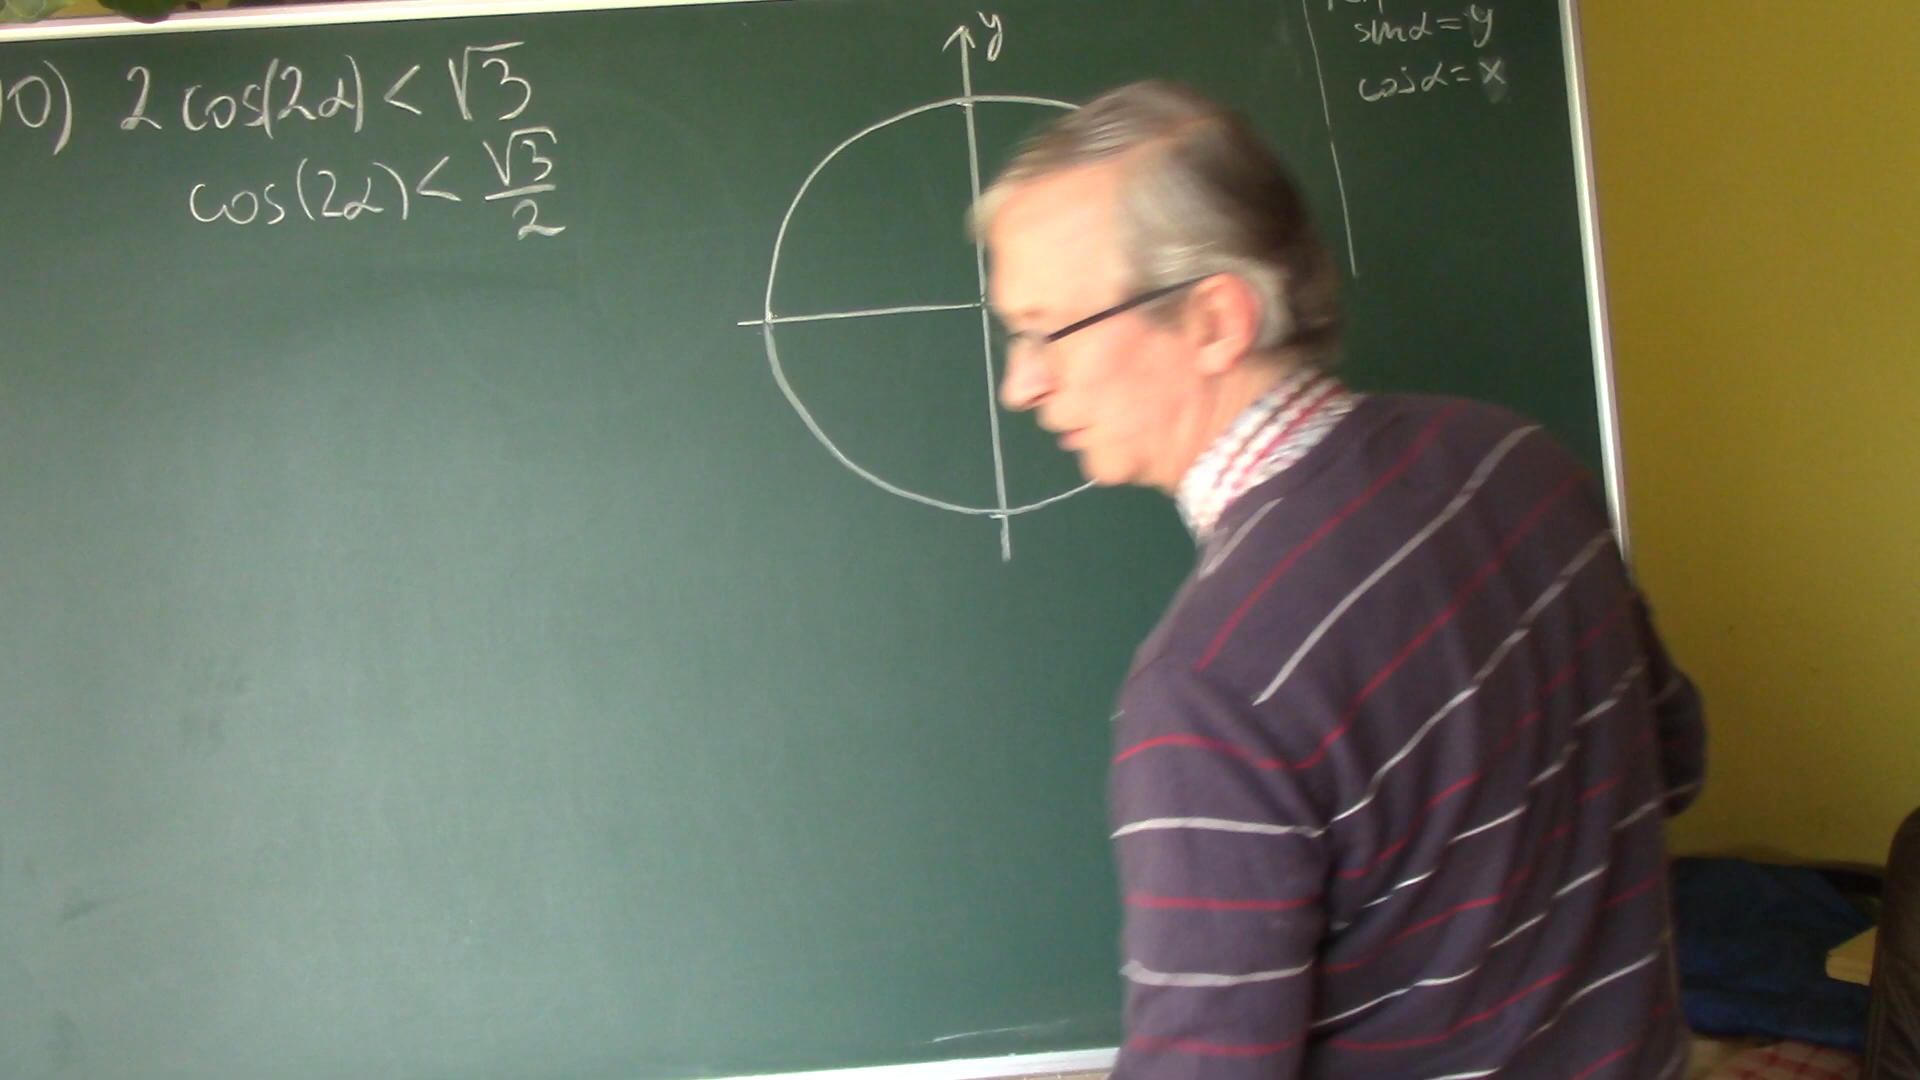 10) 2 cos(2α) < √3
cos(2α) < √3/2
y
sin α = y
cos α = x